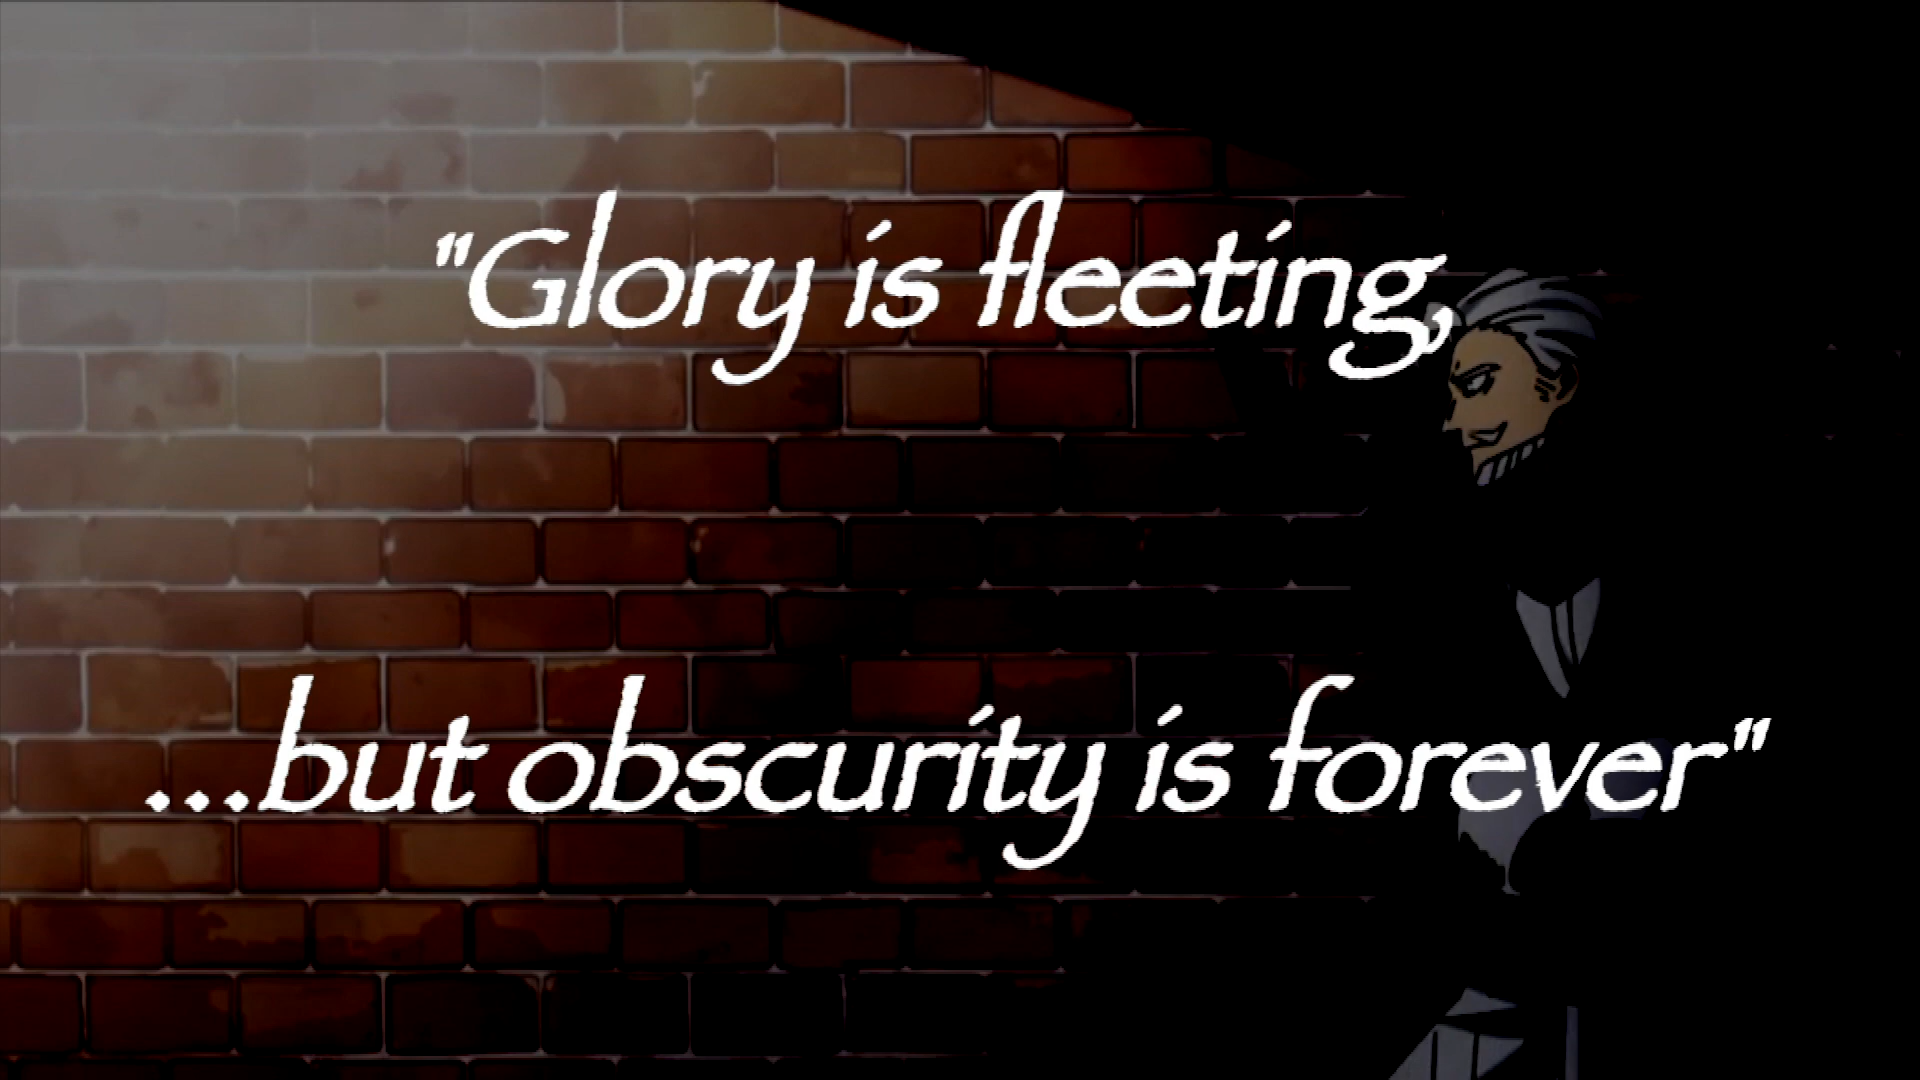 "Glory is fleeting,
...but obscurity is forever"